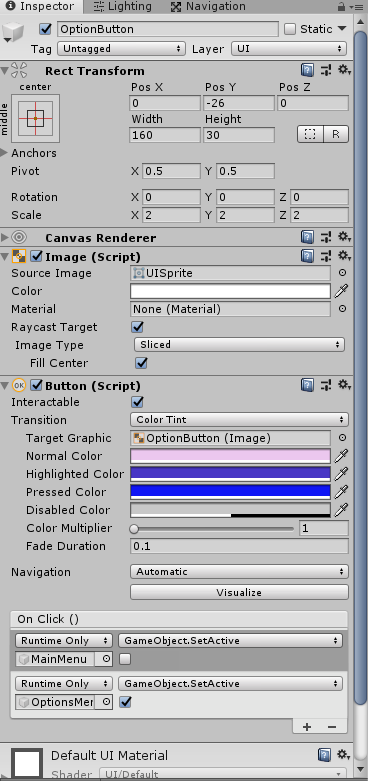 Inspector Lighting Navigation
OptionButton Static
Tag Untagged Layer UI
Rect Transform
center Pos X Pos Y Pos Z
middle 0 -26 0
Width Height
160 30 R
Anchors
Pivot X 0.5 Y 0.5
Rotation X 0 Y 0 Z 0
Scale X 2 Y 2 Z 2
Canvas Renderer
Image (Script)
Source Image UISprite
Color
Material None (Material)
Raycast Target
Image Type Sliced
Fill Center
OK Button (Script)
Interactable
Transition Color Tint
Target Graphic OptionButton (Image)
Normal Color
Highlighted Color
Pressed Color
Disabled Color
Color Multiplier 1
Fade Duration 0.1
Navigation Automatic
Visualize
On Click ()
Runtime Only GameObject.SetActive
MainMenu
Runtime Only GameObject.SetActive
OptionsMer
+ −
Default UI Material
Shader UI/Default